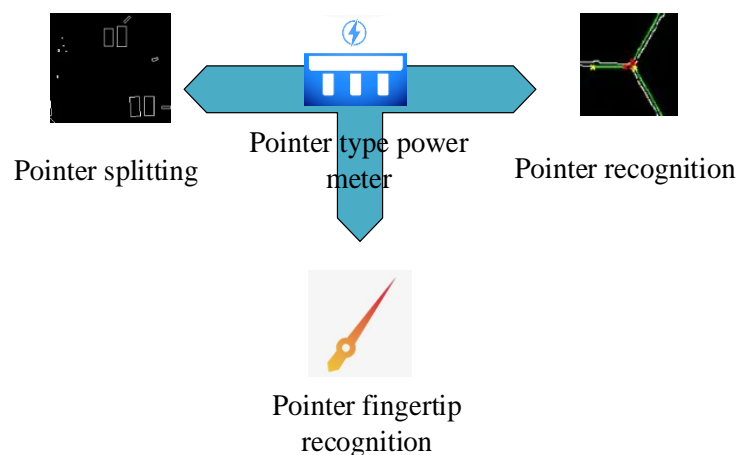 Pointer splitting
Pointer type power
meter
Pointer recognition
Pointer fingertip
recognition